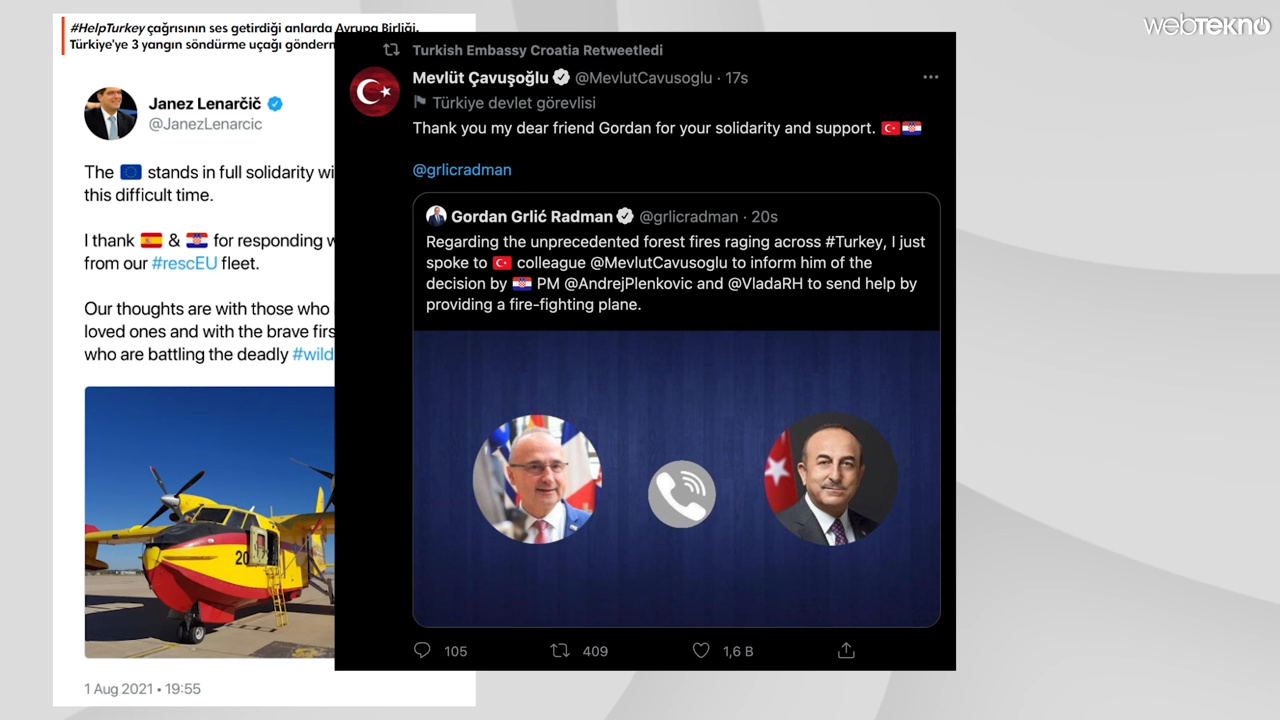 webtekno
#HelpTurkey çağrısının ses getirdiği anlarda Avrupa Birliği,
Türkiye'ye 3 yangın söndürme uçağı
Janez Lenarčič
@JanezLenarcic
The 🇪🇺 stands in full solidarity
this difficult time.
I thank 🇪🇸 & 🇭🇷 for responding
from our #rescEU fleet.
Our thoughts are with those who
loved ones and with the brave
who are battling the deadly
20
1 Aug 2021 • 19:55
Turkish Embassy Croatia Retweetledi
Mevlüt Çavuşoğlu @MevlutCavusoglu · 17s
Türkiye devlet görevlisi
Thank you my dear friend Gordan for your solidarity and support. 🇹🇷🇭🇷
@grlicradman
Gordan Grlić Radman @grlicradman · 20s
Regarding the unprecedented forest fires raging across #Turkey, I just
spoke to 🇹🇷 colleague @MevlutCavusoglu to inform him of the
decision by 🇭🇷 PM @AndrejPlenkovic and @VladaRH to send help by
providing a fire-fighting plane.
105 409 1,6 B